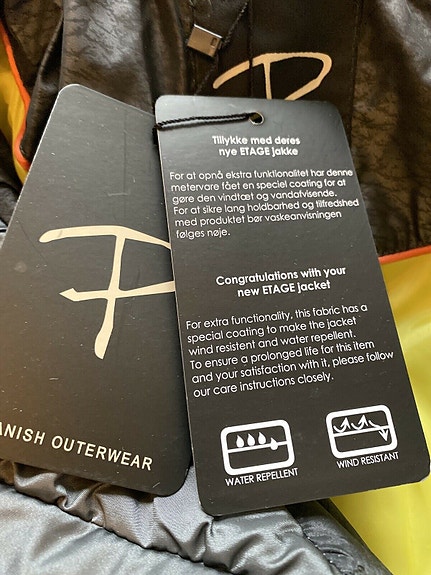 Tillykke med deres
nye ETAGE jakke
For at opnå ekstra funktionalitet har denne
metervare fået en speciel coating for at
gøre den vindtæt og vandafvisende.
For at sikre lang holdbarhed og tilfredshed
med produktet bør vaskeanvisningen
følges nøje.
Congratulations with your
new ETAGE jacket
For extra functionality, this fabric has a
special coating to make the jacket
wind resistent and water repellent.
To ensure a prolonged life for this item
and your satisfaction with it, please follow
our care instructions closely.
WATER REPELLENT
WIND RESISTANT
ANISH OUTERWEAR